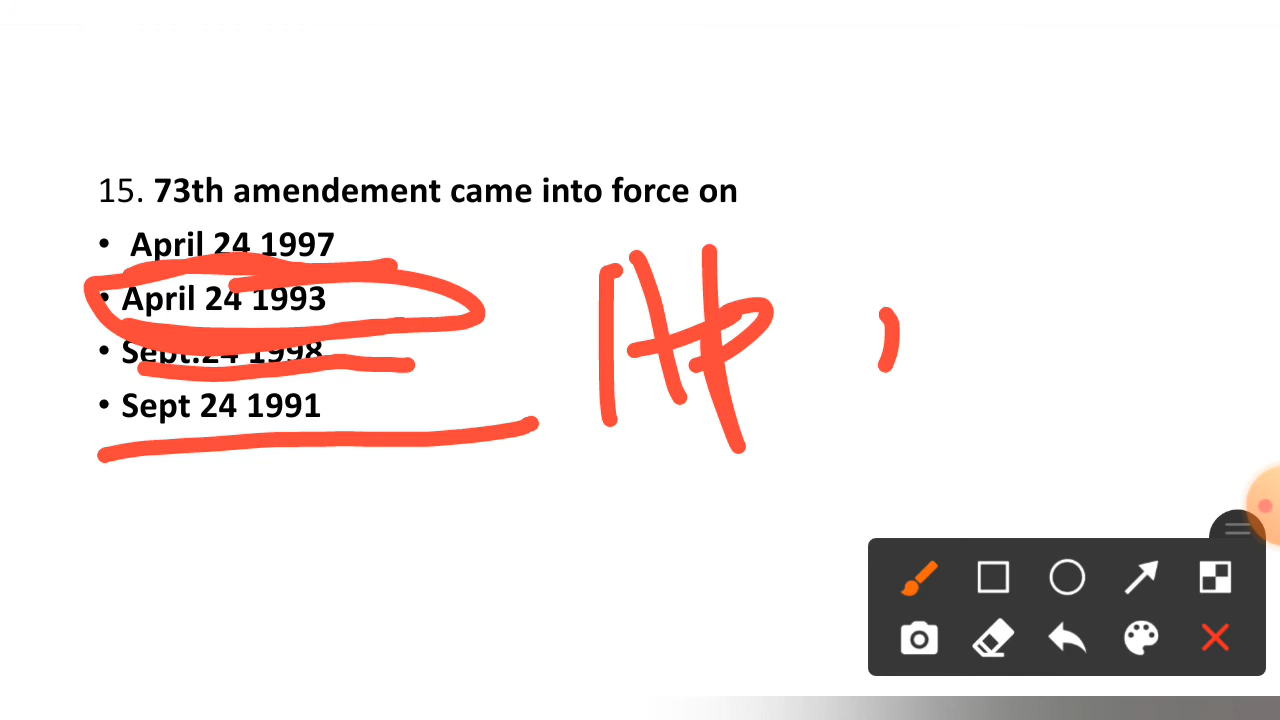 15. 73th amendement came into force on
• April 24 1997
• April 24 1993
• Sept.24 1998
• Sept 24 1991
Ap